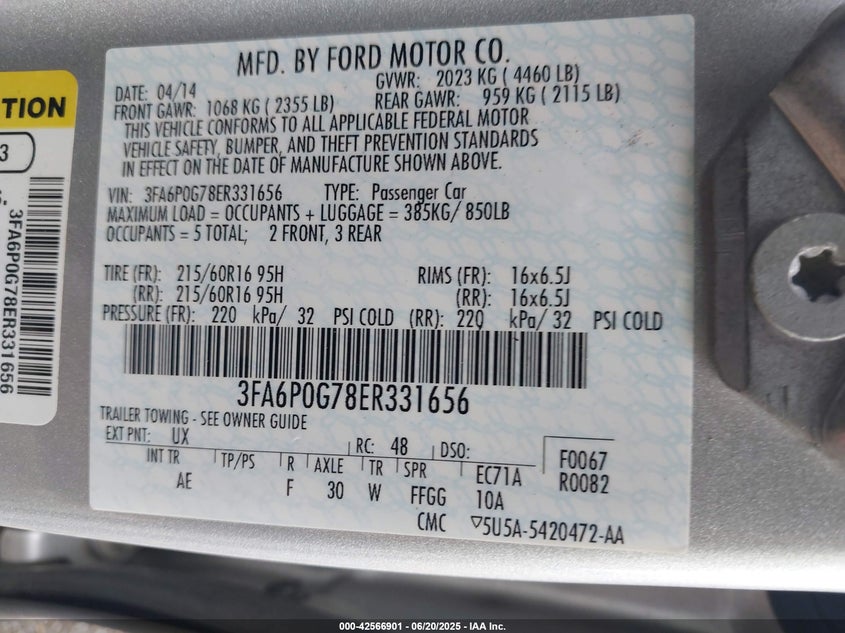 TION
3
3FA6P0G78ER331656
MFD. BY FORD MOTOR CO.
DATE: 04/14 GVWR: 2023 KG ( 4460 LB)
FRONT GAWR: 1068 KG ( 2355 LB) REAR GAWR: 959 KG ( 2115 LB)
THIS VEHICLE CONFORMS TO ALL APPLICABLE FEDERAL MOTOR
VEHICLE SAFETY, BUMPER, AND THEFT PREVENTION STANDARDS
IN EFFECT ON THE DATE OF MANUFACTURE SHOWN ABOVE.
VIN: 3FA6P0G78ER331656 TYPE: Passenger Car
MAXIMUM LOAD = OCCUPANTS + LUGGAGE = 385KG/ 850LB
OCCUPANTS = 5 TOTAL; 2 FRONT, 3 REAR
TIRE (FR): 215/60R16 95H RIMS (FR): 16x6.5J
(RR): 215/60R16 95H (RR): 16x6.5J
PRESSURE (FR): 220 kPa/ 32 PSI COLD (RR): 220 kPa/ 32 PSI COLD
3FA6P0G78ER331656
TRAILER TOWING - SEE OWNER GUIDE
EXT PNT: UX RC: 48 DSO: F0067
INT TR TP/PS R AXLE TR SPR EC71A R0082
AE F 30 W FFGG 10A
CMC ▽5U5A-5420472-AA
000-42566901 - 06/20/2025 - IAA Inc.